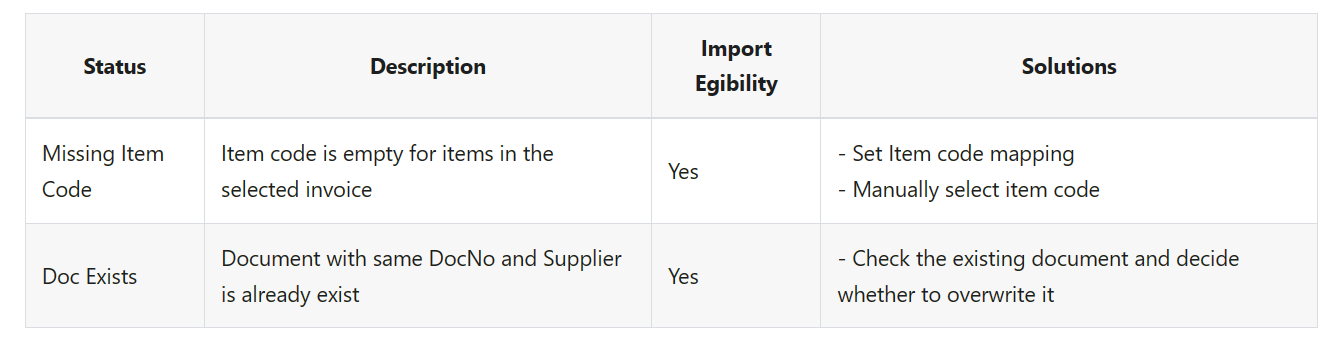 Status
Description
Import
Egibility
Solutions
Missing Item
Code
Item code is empty for items in the
selected invoice
Yes
- Set Item code mapping
- Manually select item code
Doc Exists
Document with same DocNo and Supplier
is already exist
Yes
- Check the existing document and decide
whether to overwrite it